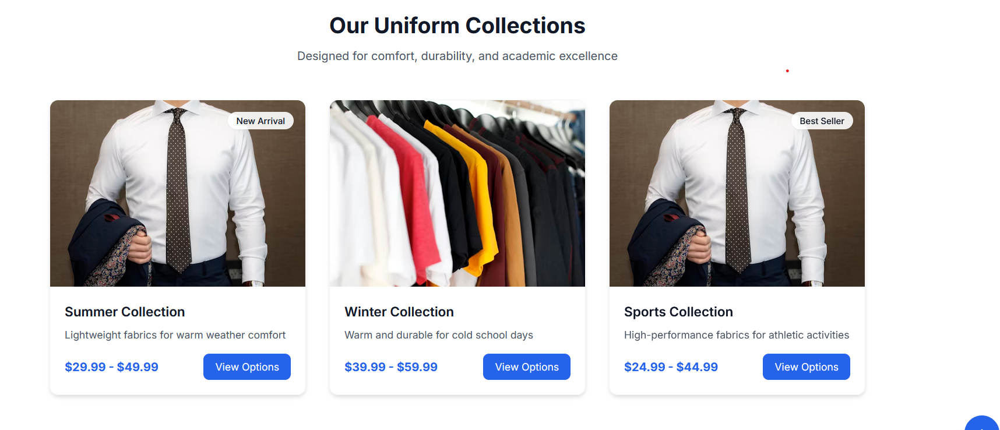 Our Uniform Collections
Designed for comfort, durability, and academic excellence
New Arrival
Summer Collection
Lightweight fabrics for warm weather comfort
$29.99 - $49.99
View Options
Winter Collection
Warm and durable for cold school days
$39.99 - $59.99
View Options
Best Seller
Sports Collection
High-performance fabrics for athletic activities
$24.99 - $44.99
View Options